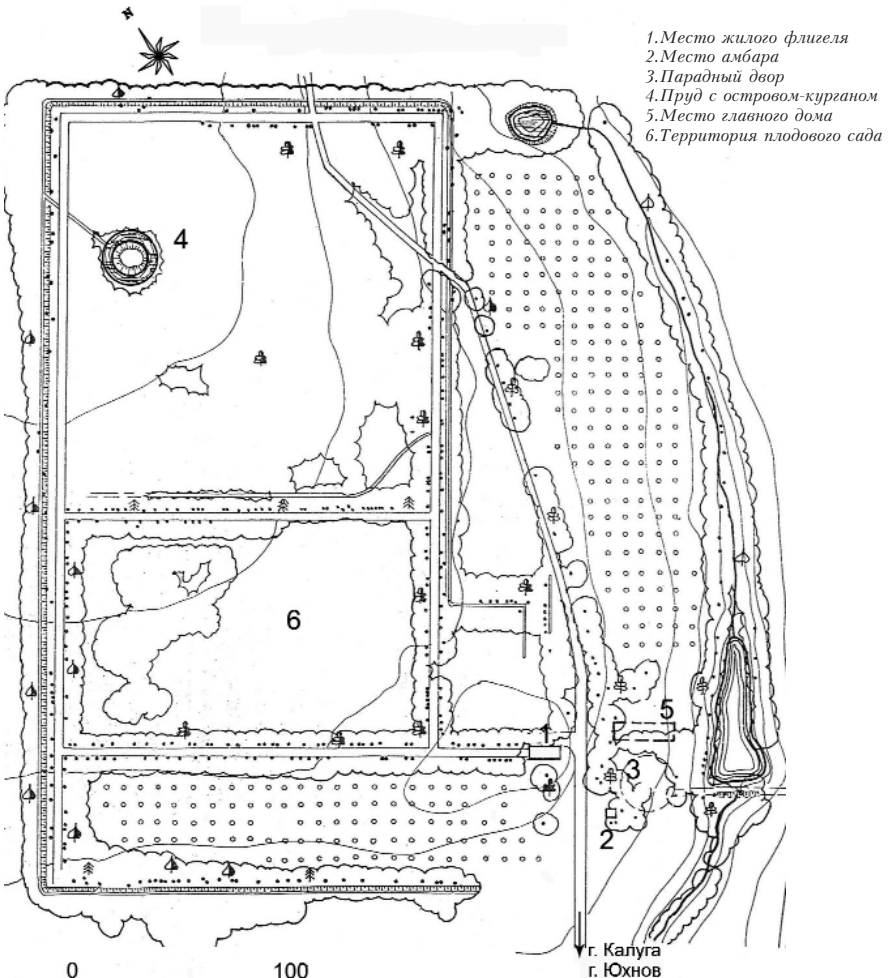 N
1.Место жилого флигеля
2.Место амбара
3.Парадный двор
4.Пруд с островом-курганом
5.Место главного дома
6.Территория плодового сада
4
6
1
5
3
2
г. Калуга
г. Юхнов
0 100